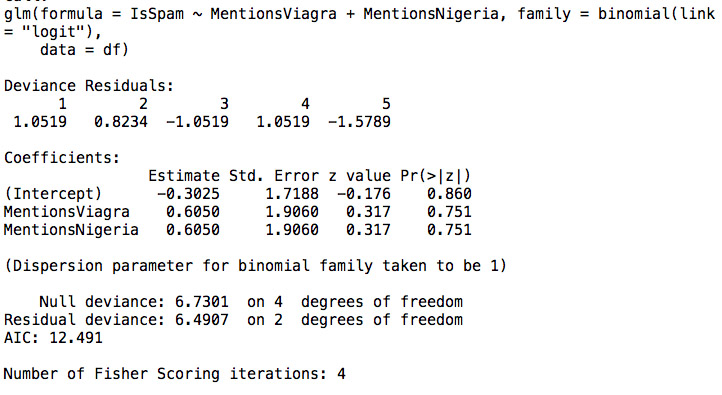 glm(formula = IsSpam ~ MentionsViagra + MentionsNigeria, family = binomial(link
= "logit"),
    data = df)
Deviance Residuals:
      1       2       3       4       5
 1.0519   0.8234  -1.0519   1.0519  -1.5789
Coefficients:
                Estimate Std. Error z value Pr(>|z|)
(Intercept)      -0.3025     1.7188  -0.176    0.860
MentionsViagra    0.6050     1.9060   0.317    0.751
MentionsNigeria   0.6050     1.9060   0.317    0.751
(Dispersion parameter for binomial family taken to be 1)
    Null deviance: 6.7301  on 4  degrees of freedom
Residual deviance: 6.4907  on 2  degrees of freedom
AIC: 12.491
Number of Fisher Scoring iterations: 4